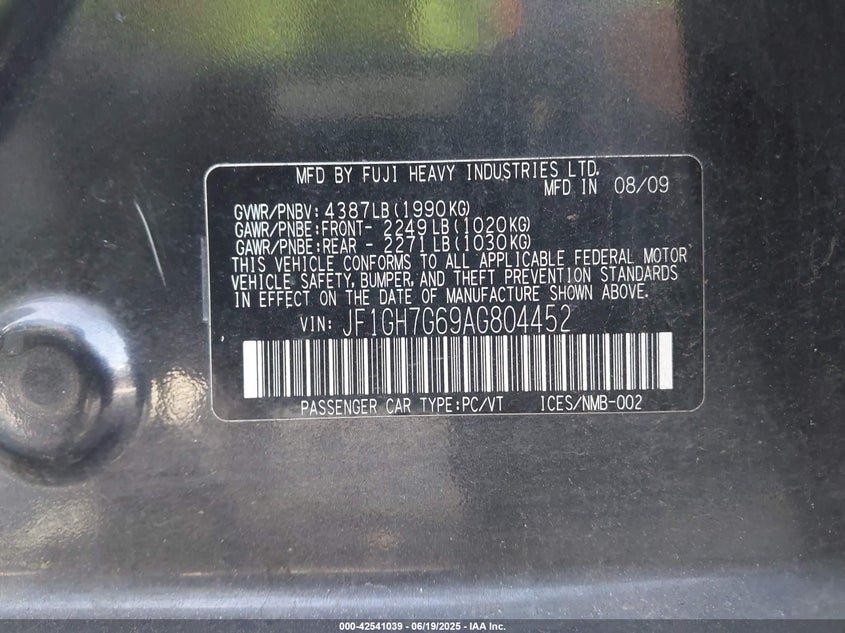 MFD BY FUJI HEAVY INDUSTRIES LTD.
MFD IN 08/09
GVWR/PNBV: 4387LB(1990KG)
GAWR/PNBE:FRONT- 2249LB(1020KG)
GAWR/PNBE:REAR - 2271LB(1030KG)
THIS VEHICLE CONFORMS TO ALL APPLICABLE FEDERAL MOTOR
VEHICLE SAFETY, BUMPER, AND THEFT PREVENTION STANDARDS
IN EFFECT ON THE DATE OF MANUFACTURE SHOWN ABOVE.
VIN: JF1GH7G69AG804452
PASSENGER CAR TYPE:PC/VT ICES/NMB-002
000-42541039 - 06/19/2025 - IAA Inc.